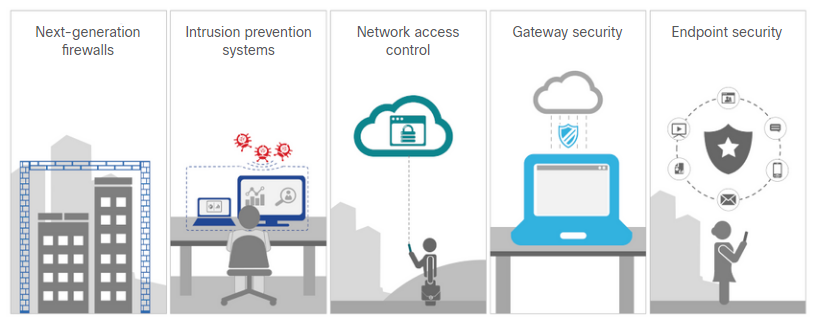 Next-generation
firewalls
Intrusion prevention
systems
Network access
control
Gateway security
Endpoint security